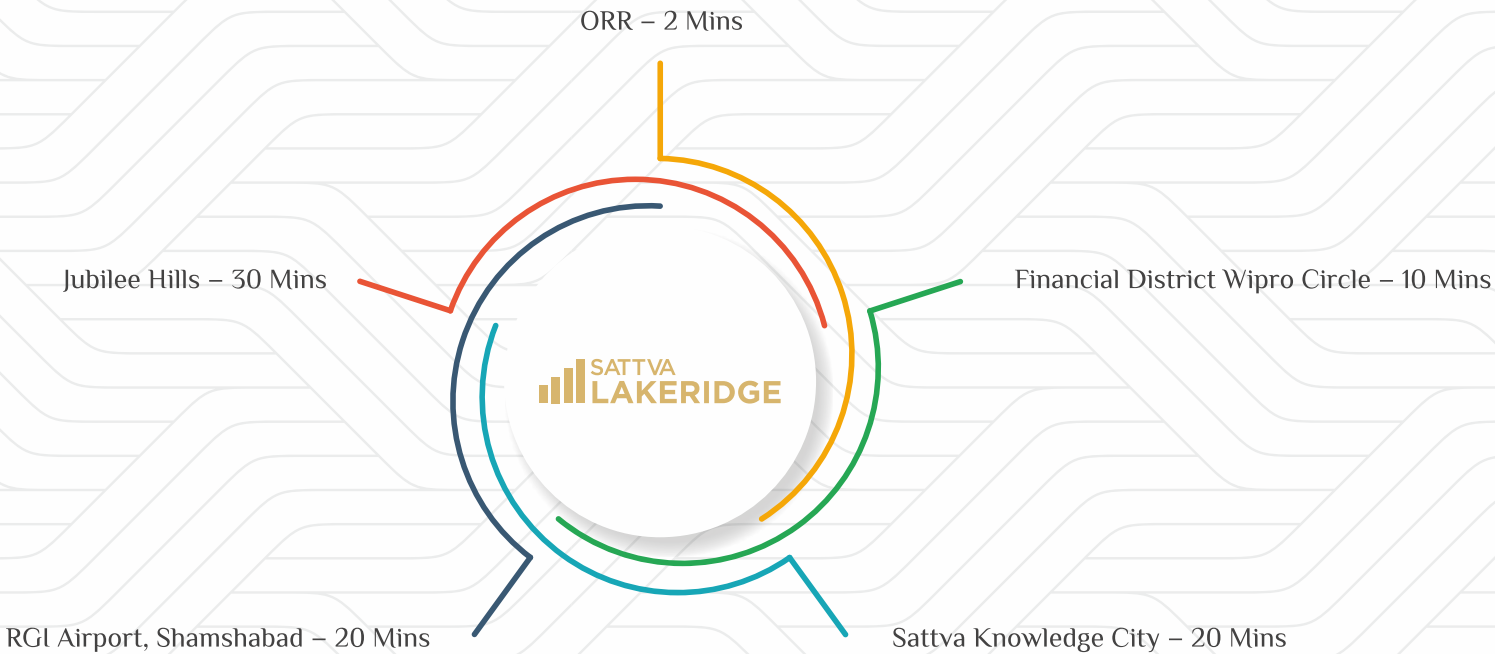 ORR – 2 Mins
Jubilee Hills – 30 Mins
Financial District Wipro Circle – 10 Mins
SATTVA
LAKERIDGE
RGI Airport, Shamshabad – 20 Mins
Sattva Knowledge City – 20 Mins